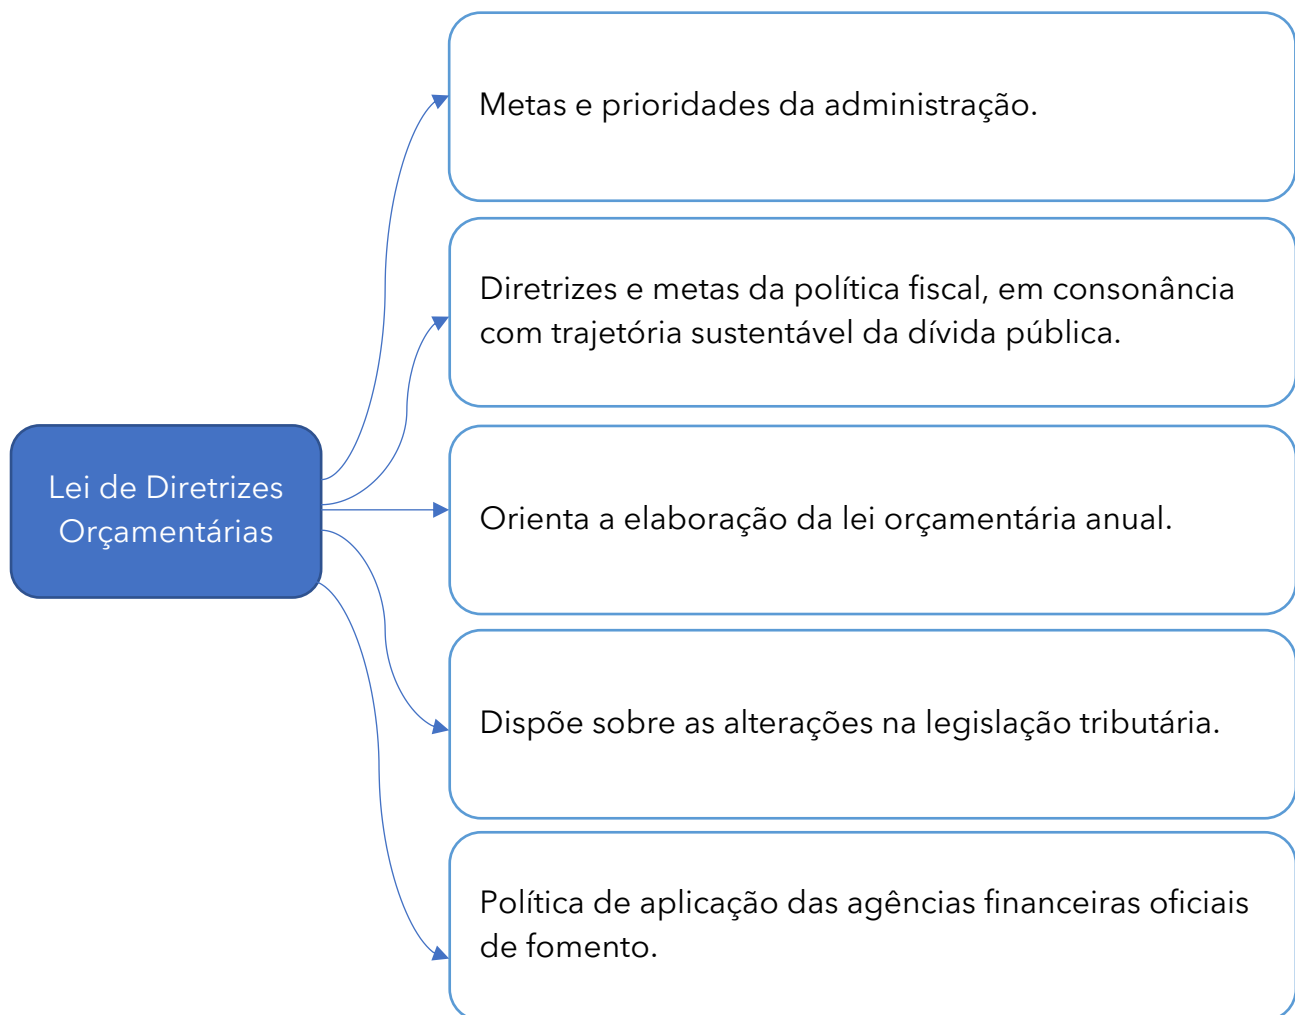 Metas e prioridades da administração.
Diretrizes e metas da política fiscal, em consonância
com trajetória sustentável da dívida pública.
Lei de Diretrizes
Orçamentárias
Orienta a elaboração da lei orçamentária anual.
Dispõe sobre as alterações na legislação tributária.
Política de aplicação das agências financeiras oficiais
de fomento.